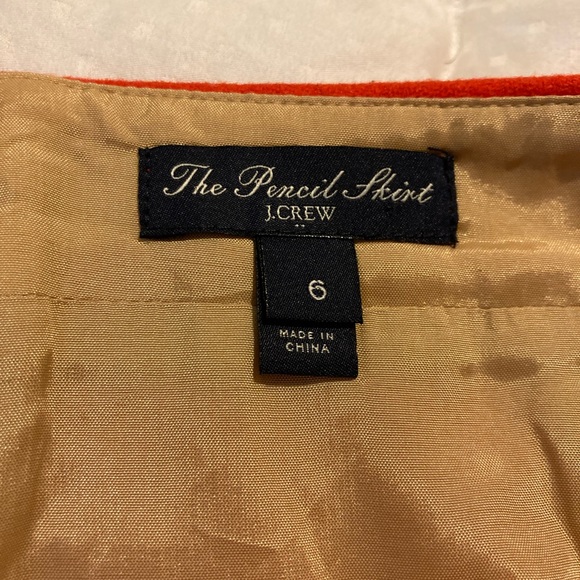 The Pencil Skirt
J.CREW
6
MADE IN
CHINA